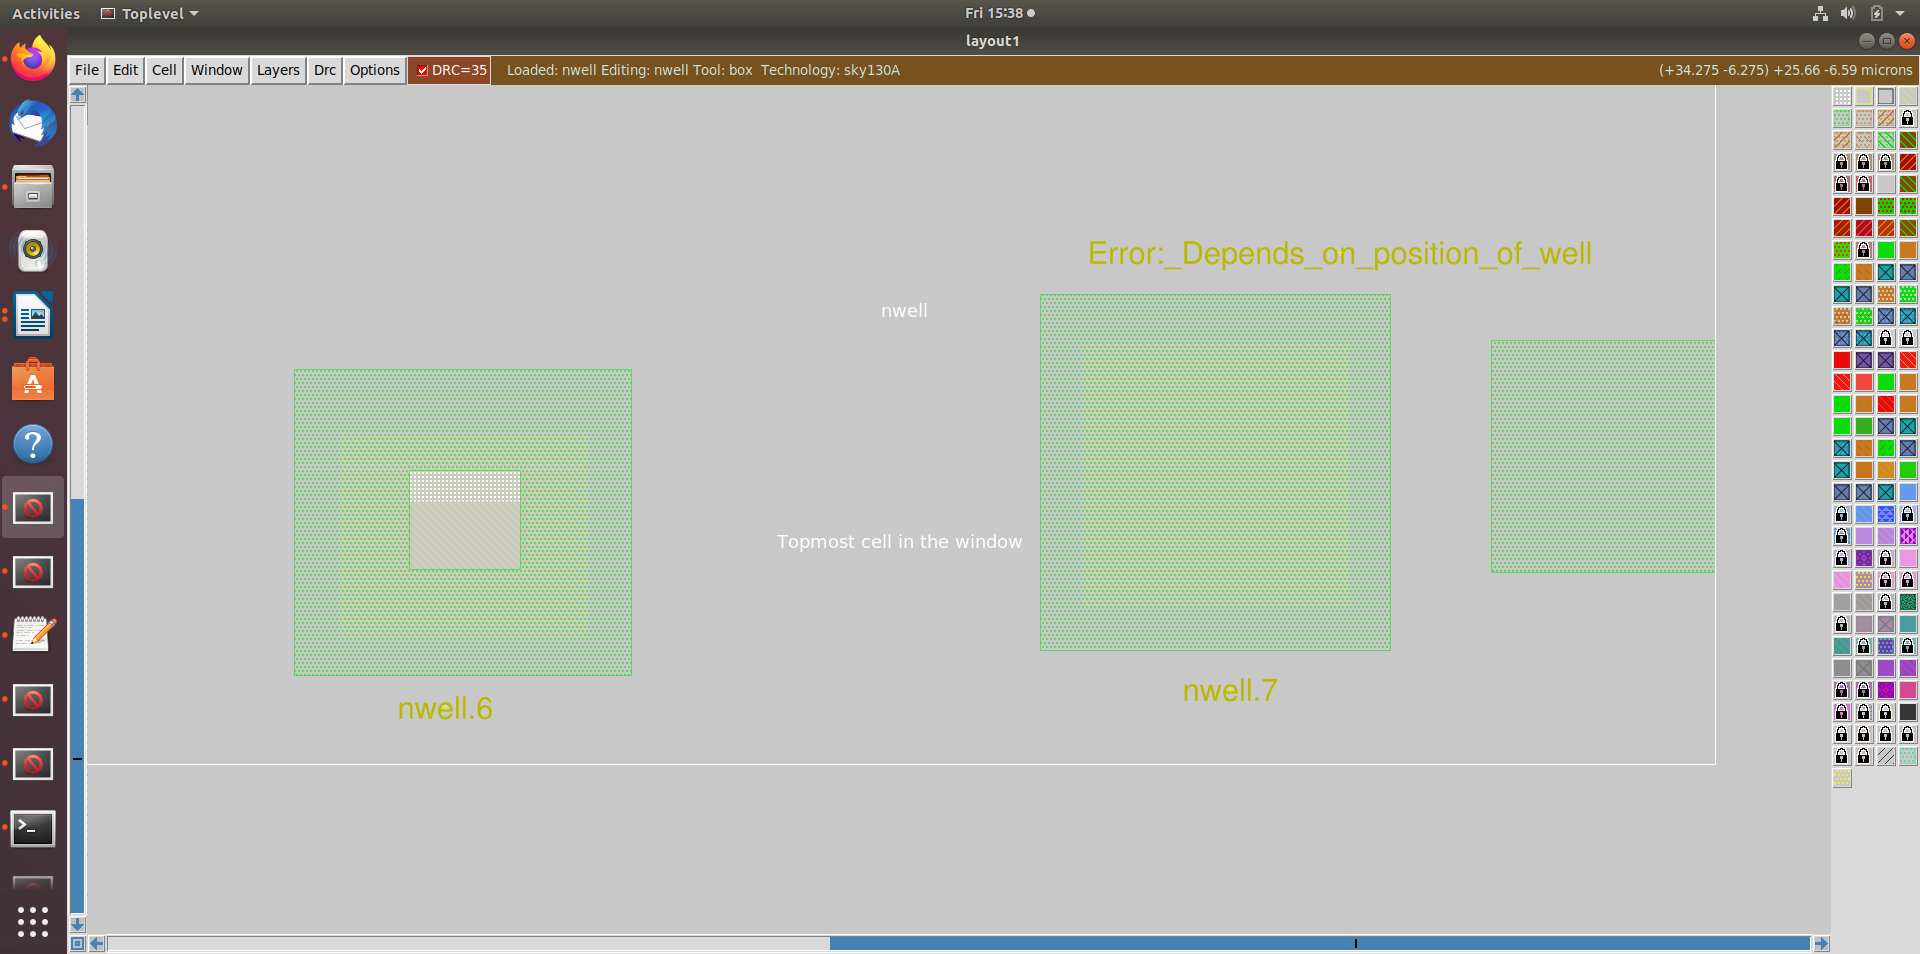 Activities Toplevel Fri 15:38
layout1
File Edit Cell Window Layers Drc Options DRC=35 Loaded: nwell Editing: nwell Tool: box Technology: sky130A (+34.275 -6.275) +25.66 -6.59 microns
Error:_Depends_on_position_of_well
nwell
Topmost cell in the window
nwell.6
nwell.7